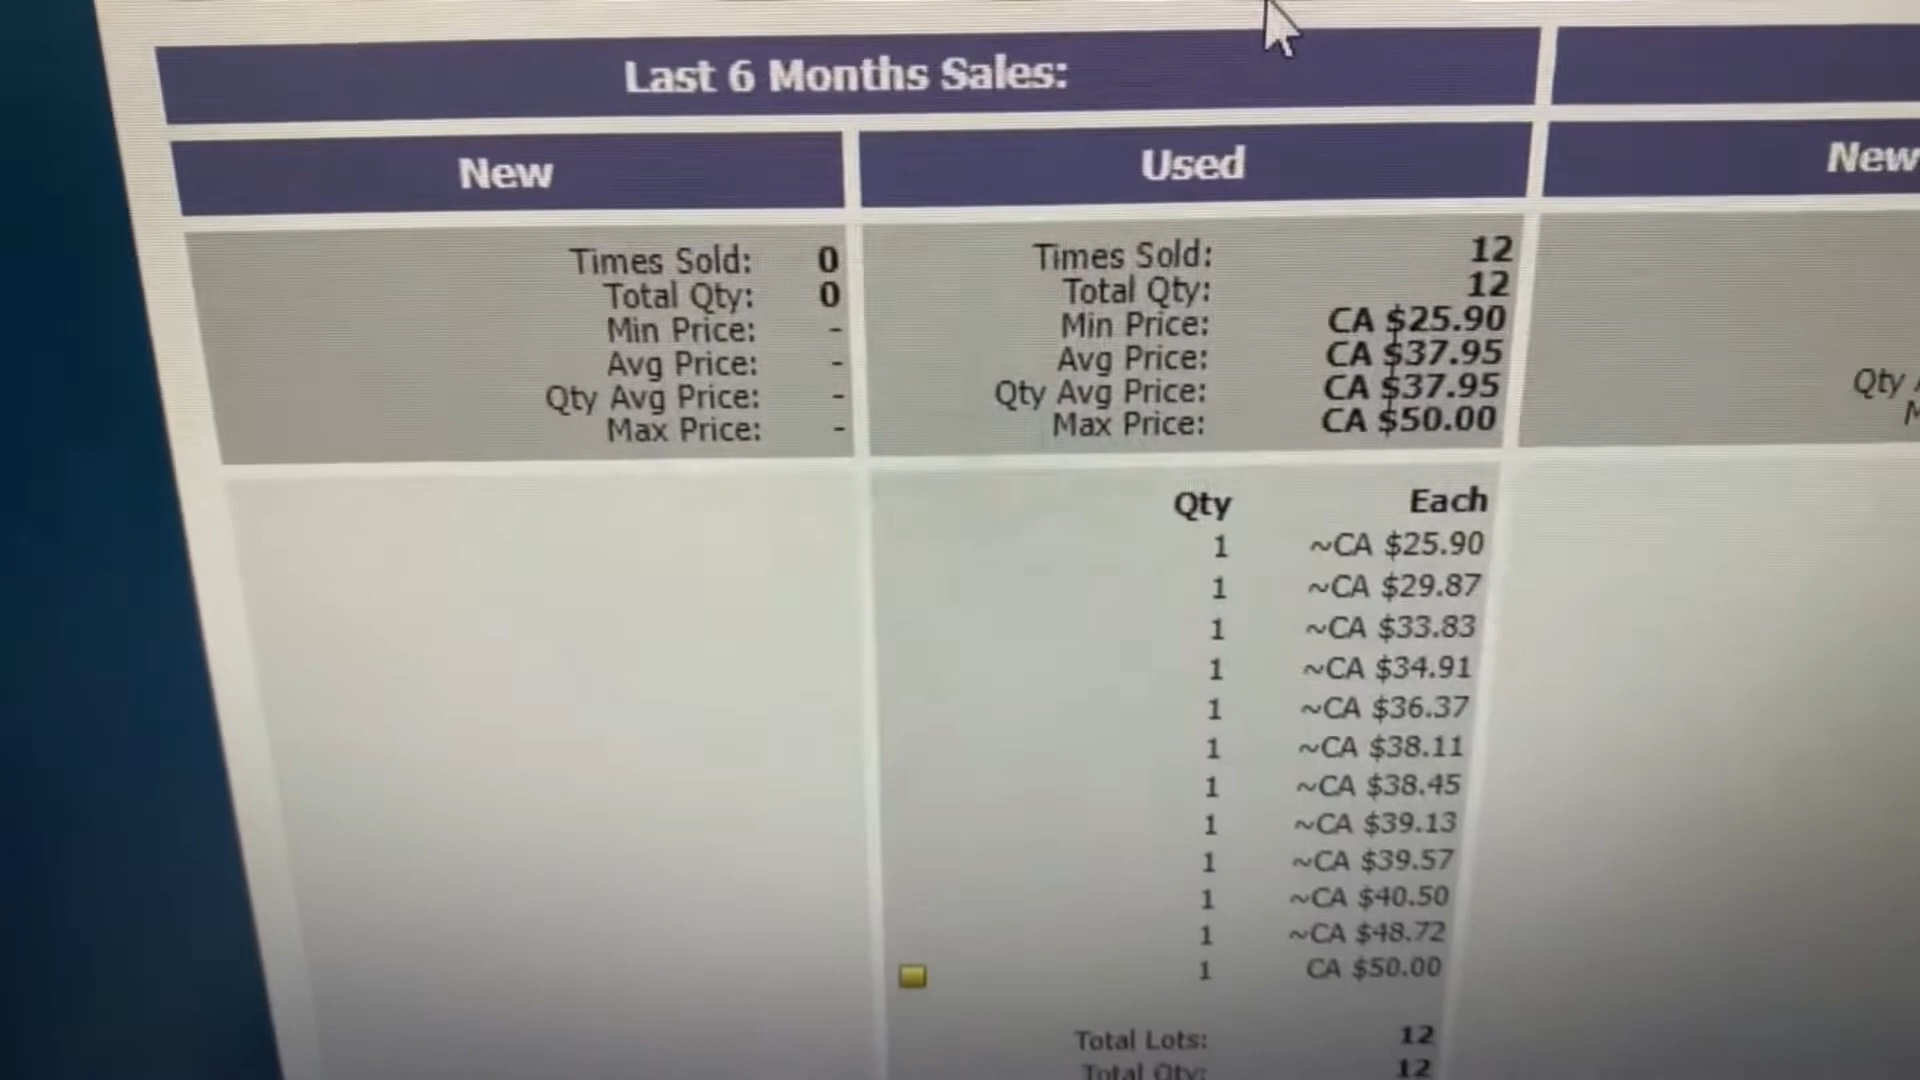 Last 6 Months Sales:
New
Used
New
Times Sold: 0
Total Qty: 0
Min Price: -
Avg Price: -
Qty Avg Price: -
Max Price: -
Times Sold: 12
Total Qty: 12
Min Price: CA $25.90
Avg Price: CA $37.95
Qty Avg Price: CA $37.95
Max Price: CA $50.00
Qty
Qty Each
1 ~CA $25.90
1 ~CA $29.87
1 ~CA $33.83
1 ~CA $34.91
1 ~CA $36.37
1 ~CA $38.11
1 ~CA $38.45
1 ~CA $39.13
1 ~CA $39.57
1 ~CA $40.50
1 ~CA $48.72
1 CA $50.00
Total Lots: 12
Total Qty: 12